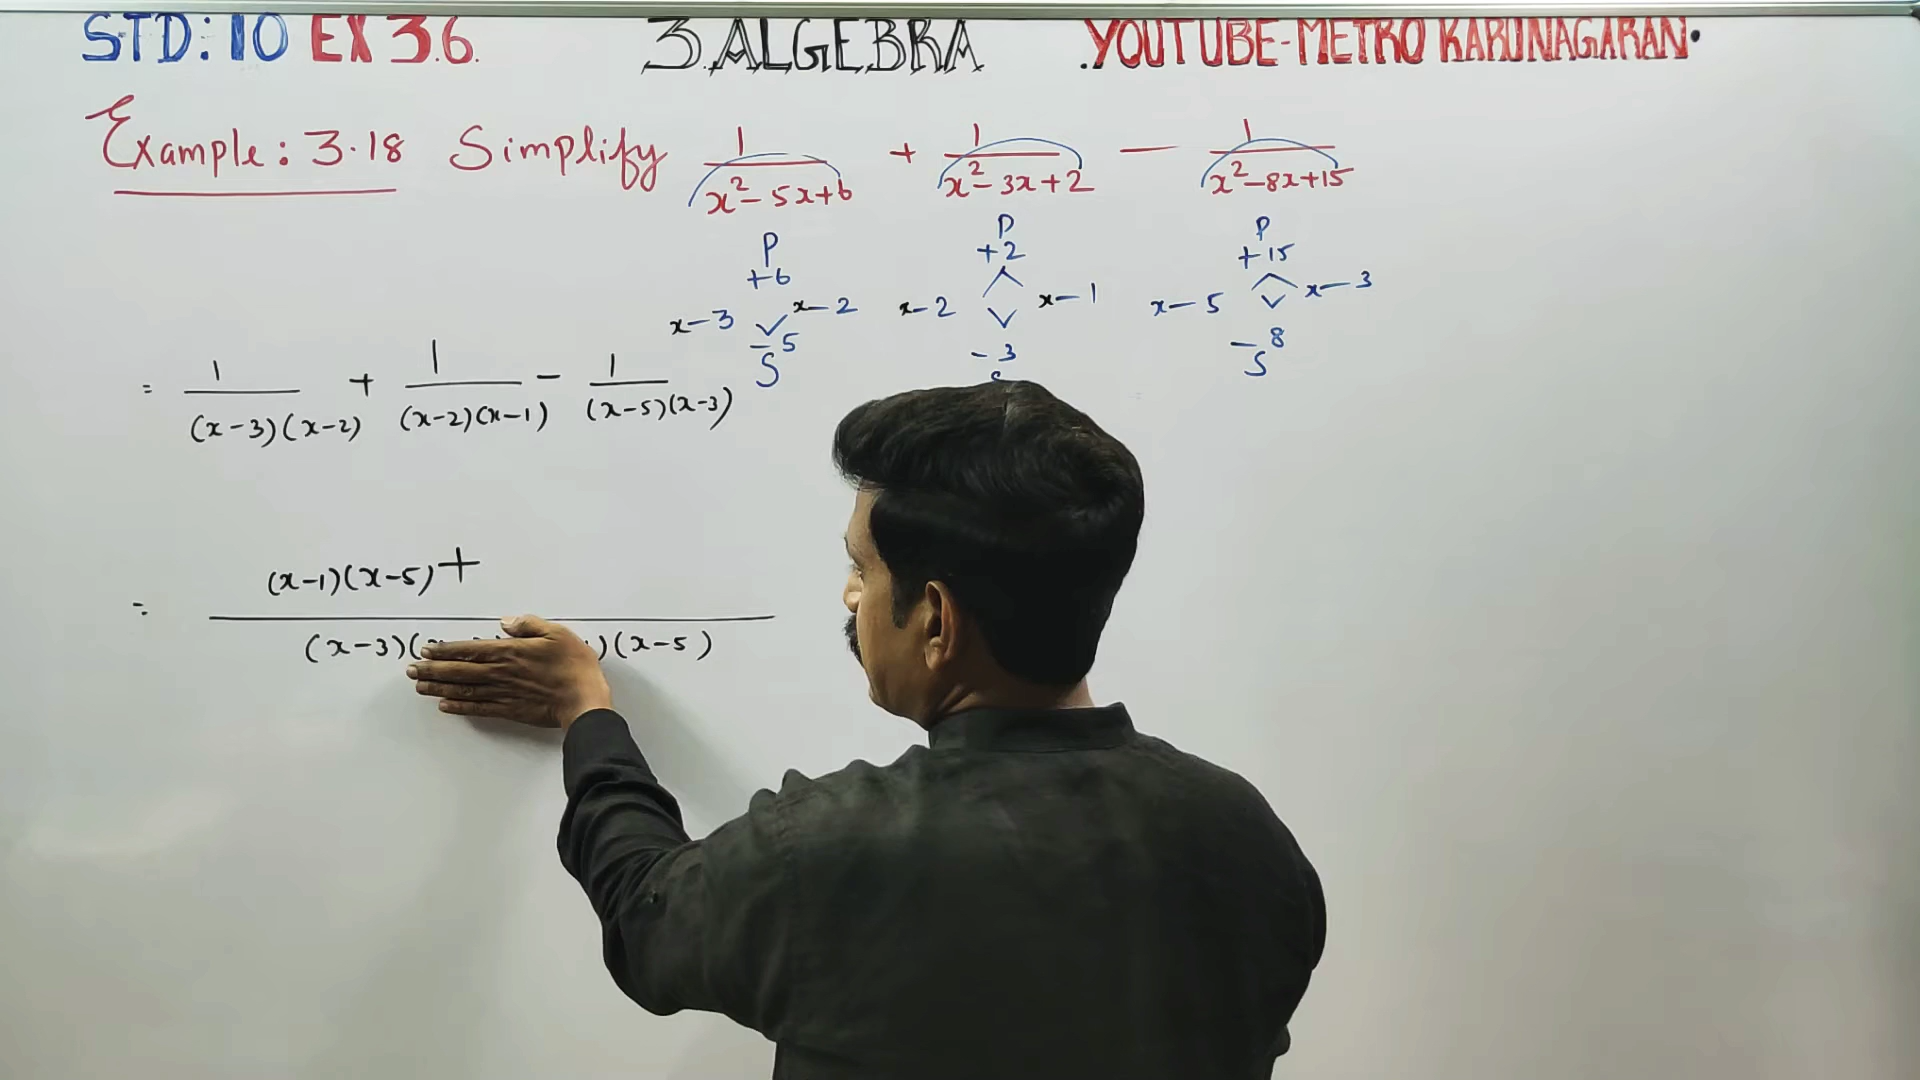 STD: 10 EX 3.6. 3. ALGEBRA .YOUTUBE-METRO KARUNAGARAN.
Example: 3.18 Simplify 1/(x²-5x+6) + 1/(x²-3x+2) - 1/(x²-8x+15)
P P P
+6 +2 +15
x-3 x-2 x-2 x-1 x-5 x-3
-5 -3 -8
S S
= 1/((x-3)(x-2)) + 1/((x-2)(x-1)) - 1/((x-5)(x-3))
= (x-1)(x-5)+
(x-3)( )(x-5)